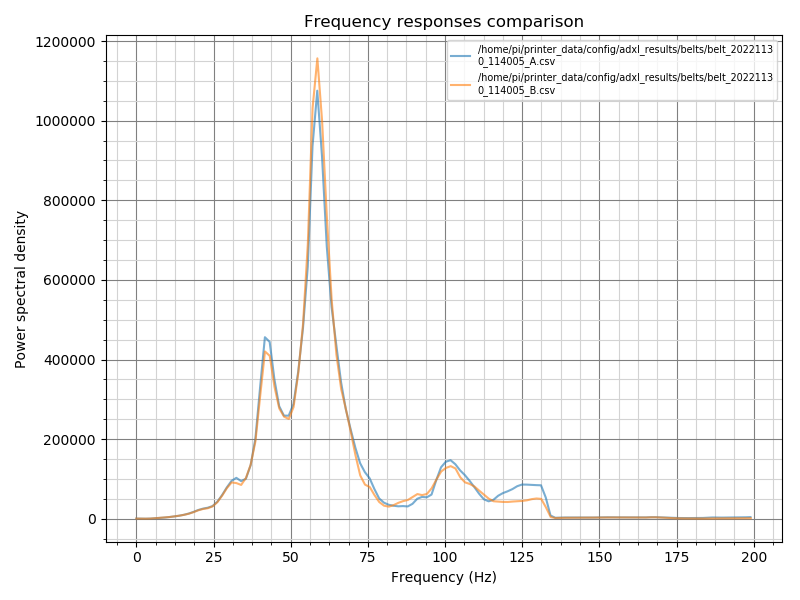 Frequency responses comparison
/home/pi/printer_data/config/adxl_results/belts/belt_2022113
0_114005_A.csv
/home/pi/printer_data/config/adxl_results/belts/belt_2022113
0_114005_B.csv
Power spectral density
1200000
1000000
800000
600000
400000
200000
0
0 25 50 75 100 125 150 175 200
Frequency (Hz)